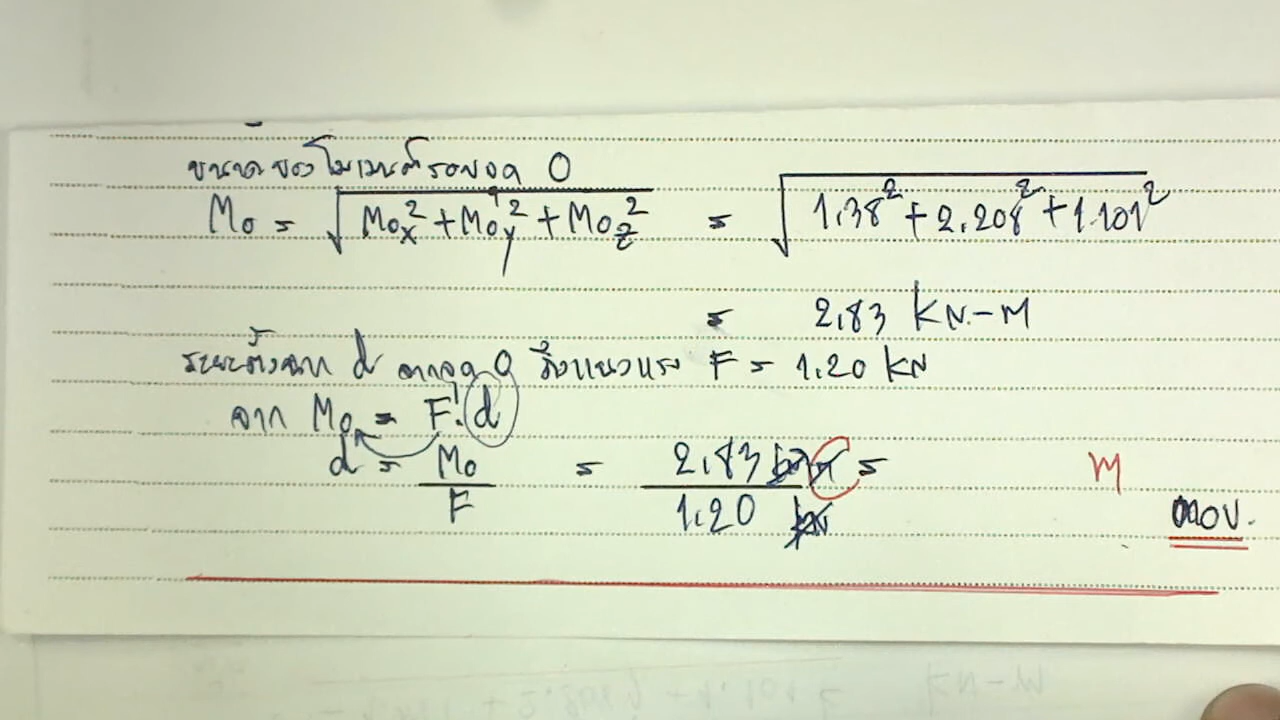 ขนาดของโมเมนต์รอบจุด O
Mo = √(Mox² + Moy² + Moz²) = √(1.38² + 2.208² + 1.101²)
= 2.83 kN-M
ระยะตั้งฉาก d จากจุด O ถึงแนวแรง F = 1.20 kN
จาก Mo = F.d
d = Mo/F = 2.83 kN-M/1.20 kN = M
ตอบ.